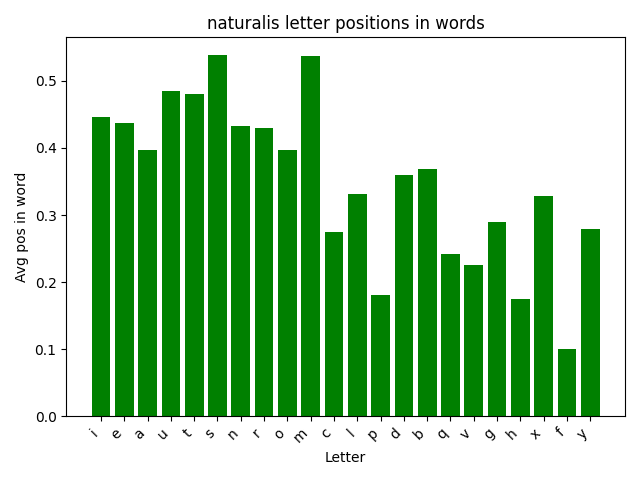 naturalis letter positions in words
Avg pos in word
0.5
0.4
0.3
0.2
0.1
0.0
i e a u t s n r o m c l p d b q v g h x f y
Letter